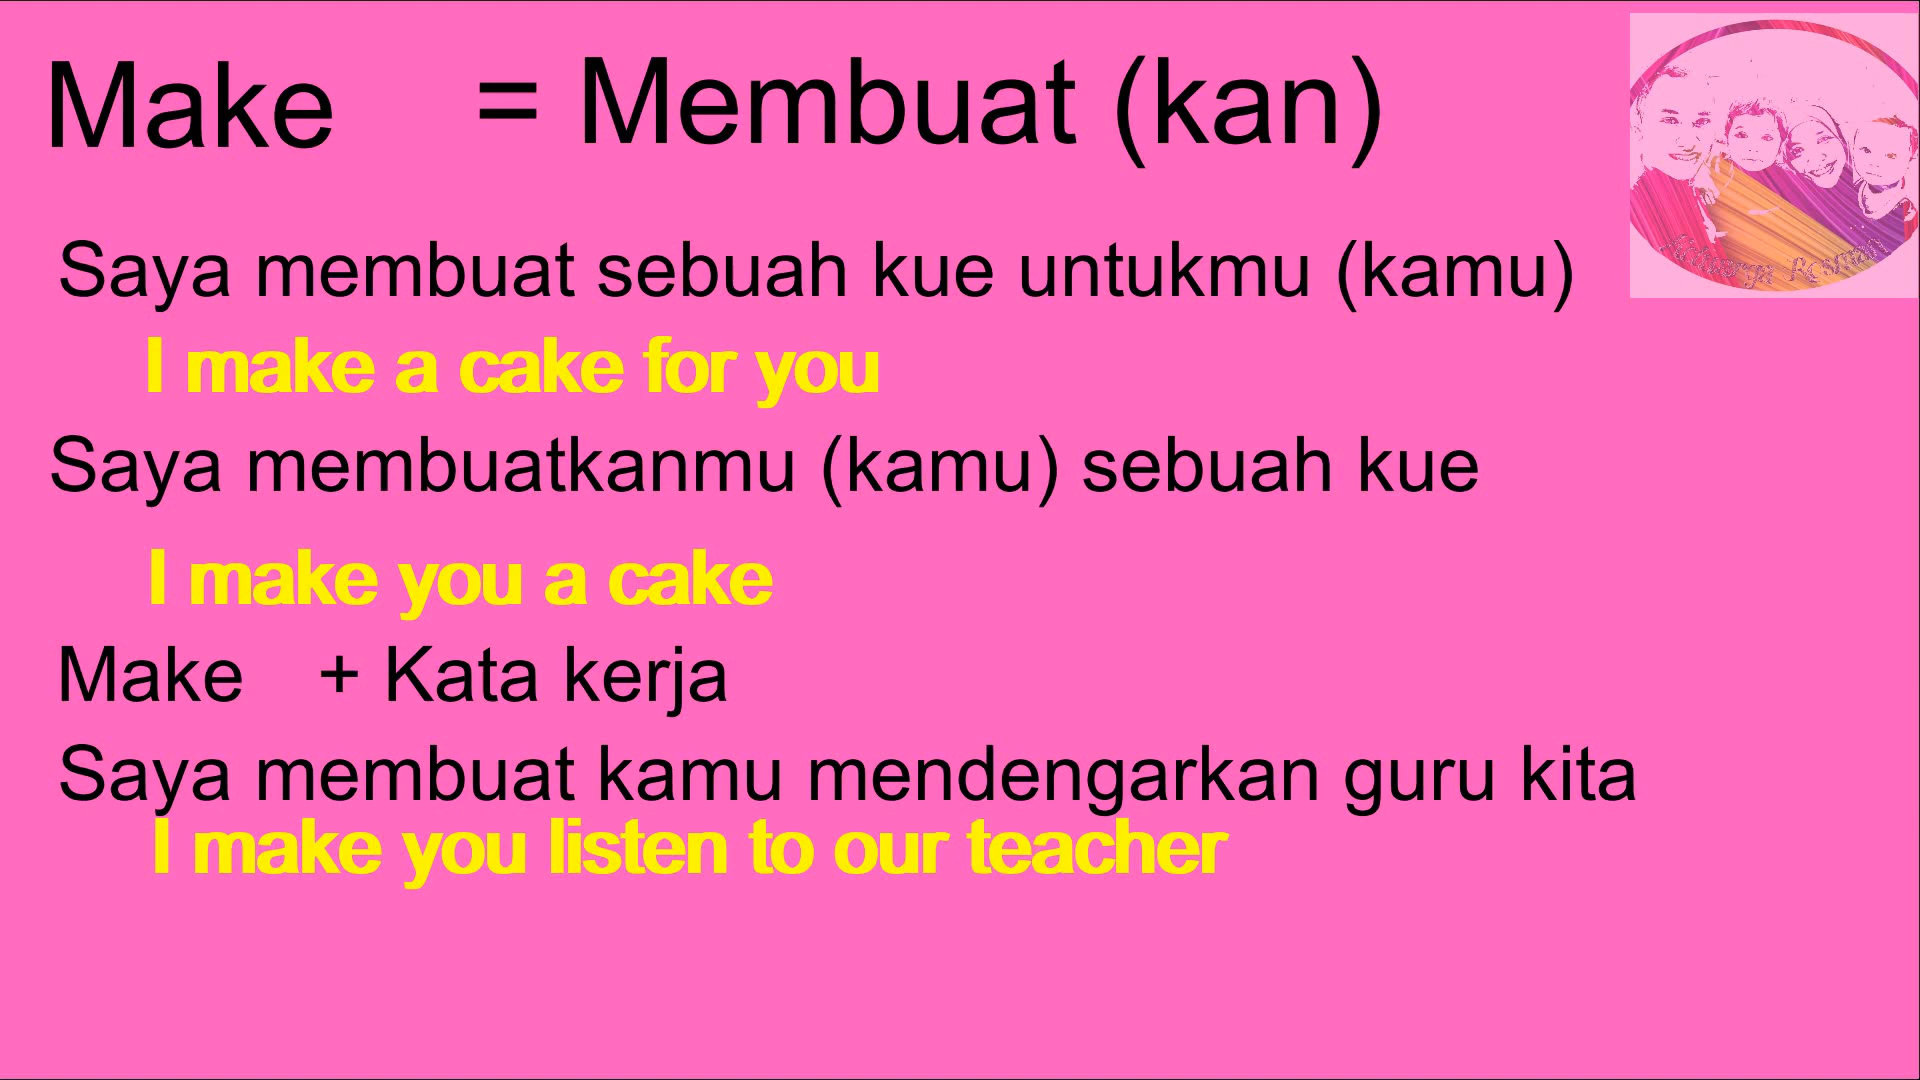 Make = Membuat (kan)
Saya membuat sebuah kue untukmu (kamu)
I make a cake for you
Saya membuatkanmu (kamu) sebuah kue
I make you a cake
Make + Kata kerja
Saya membuat kamu mendengarkan guru kita
I make you listen to our teacher